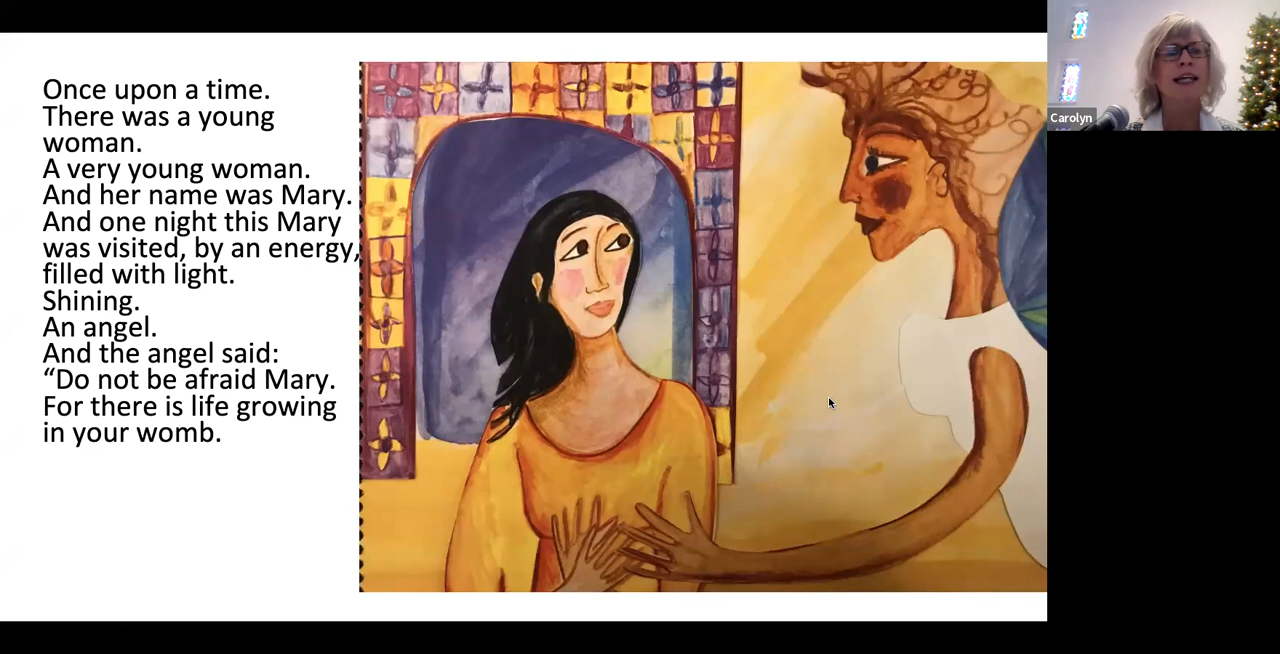 Once upon a time.
There was a young
woman.
A very young woman.
And her name was Mary.
And one night this Mary
was visited, by an energy,
filled with light.
Shining.
An angel.
And the angel said:
“Do not be afraid Mary.
For there is life growing
in your womb.
Carolyn